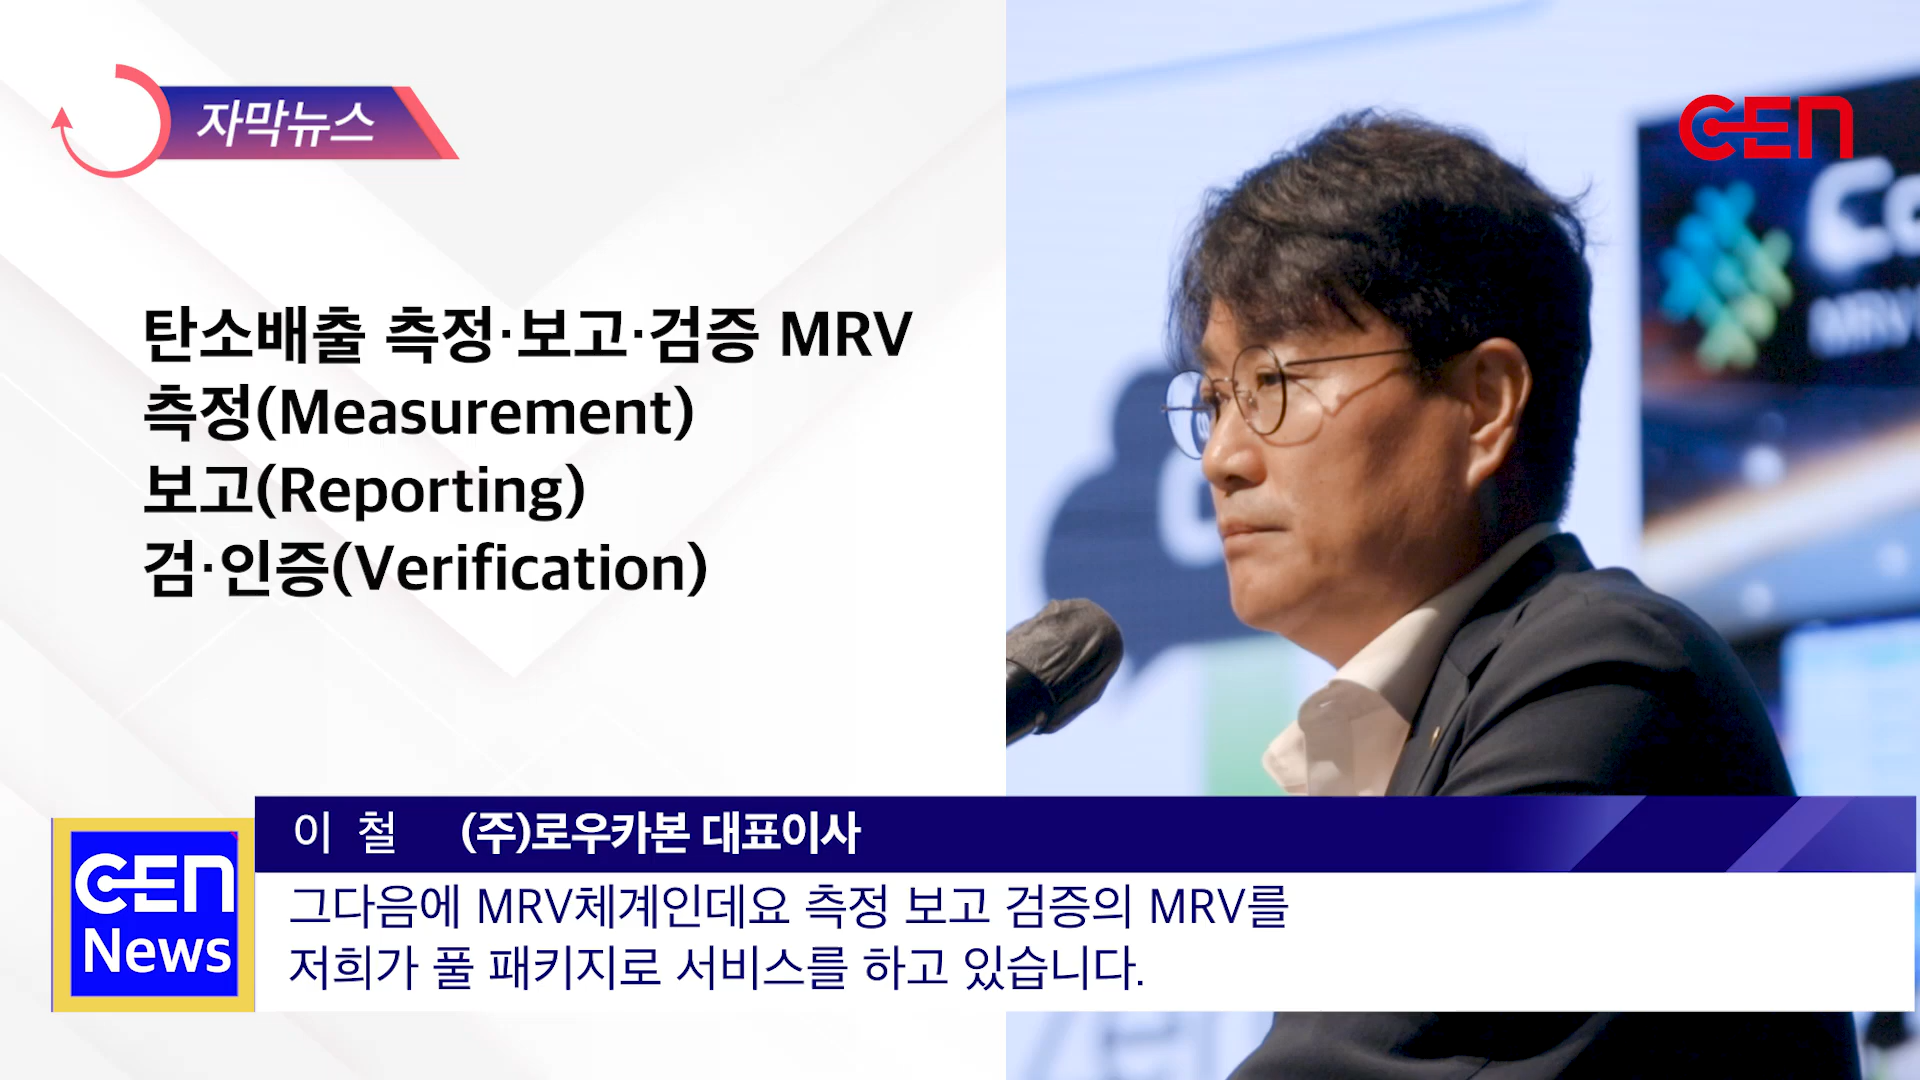 자막뉴스
CEN
탄소배출 측정·보고·검증 MRV
측정(Measurement)
보고(Reporting)
검·인증(Verification)
MRV
이 철 (주)로우카본 대표이사
그다음에 MRV체계인데요 측정 보고 검증의 MRV를
저희가 풀 패키지로 서비스를 하고 있습니다.
CEN
News